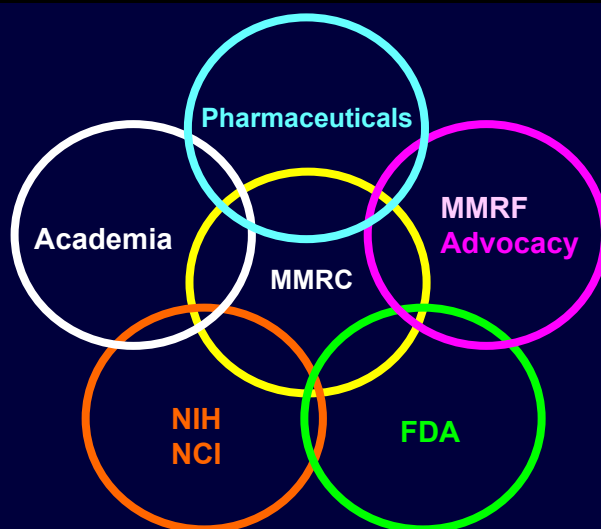 Pharmaceuticals
MMRF
Advocacy
Academia
MMRC
NIH
NCI
FDA